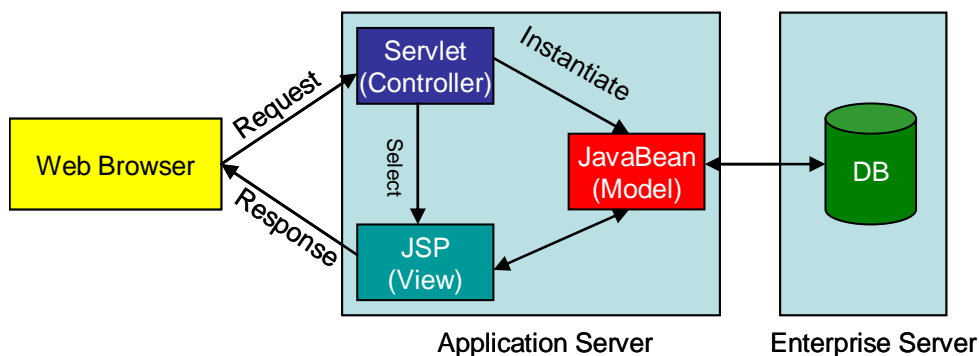 Servlet
(Controller)
Instantiate
Request
Web Browser
Select
JavaBean
(Model)
DB
Response
JSP
(View)
Application Server
Enterprise Server